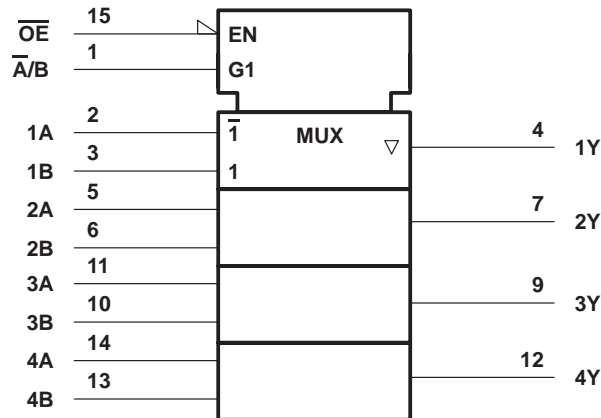 O̅E̅ 15 EN
A̅/B 1 G1
1A 2 1̅ MUX 4 1Y
1B 3 1
2A 5 7 2Y
2B 6
3A 11 9 3Y
3B 10
4A 14 12 4Y
4B 13